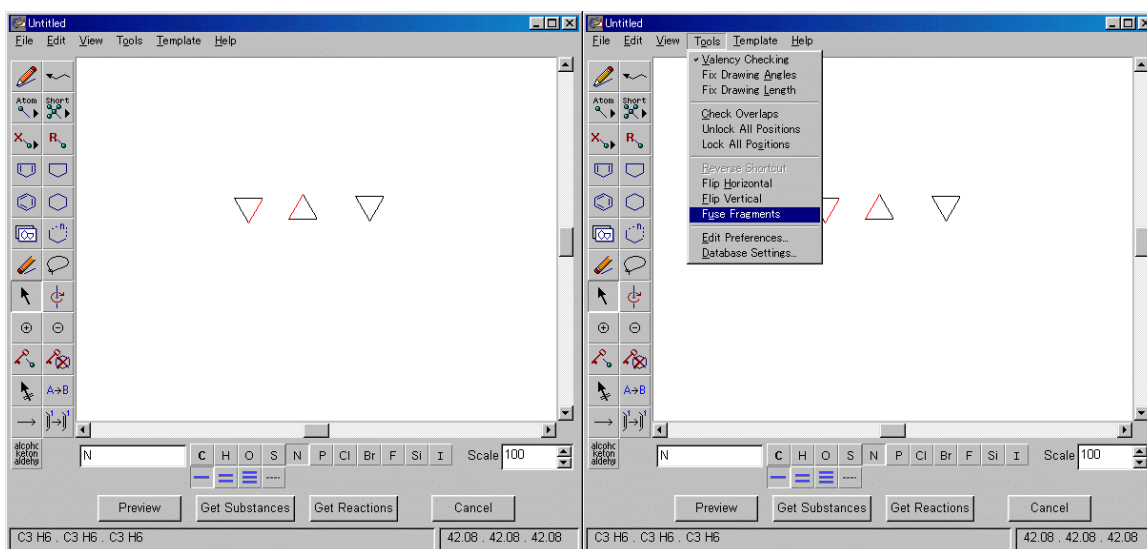 Untitled
File Edit View Tools Template Help
Atom Short
X R
n
A→B
1 1
alcohc
keton
aldehy
N
C H O S N P Cl Br F Si I Scale 100
Preview Get Substances Get Reactions Cancel
C3 H6 . C3 H6 . C3 H6 42.08 . 42.08 . 42.08
Untitled
File Edit View Tools Template Help
Valency Checking
Fix Drawing Angles
Fix Drawing Length
Check Overlaps
Unlock All Positions
Lock All Positions
Reverse Shortcut
Flip Horizontal
Flip Vertical
Fuse Fragments
Edit Preferences...
Database Settings...
Atom Short
X R
n
A→B
1 1
alcohc
keton
aldehy
N
C H O S N P Cl Br F Si I Scale 100
Preview Get Substances Get Reactions Cancel
C3 H6 . C3 H6 . C3 H6 42.08 . 42.08 . 42.08